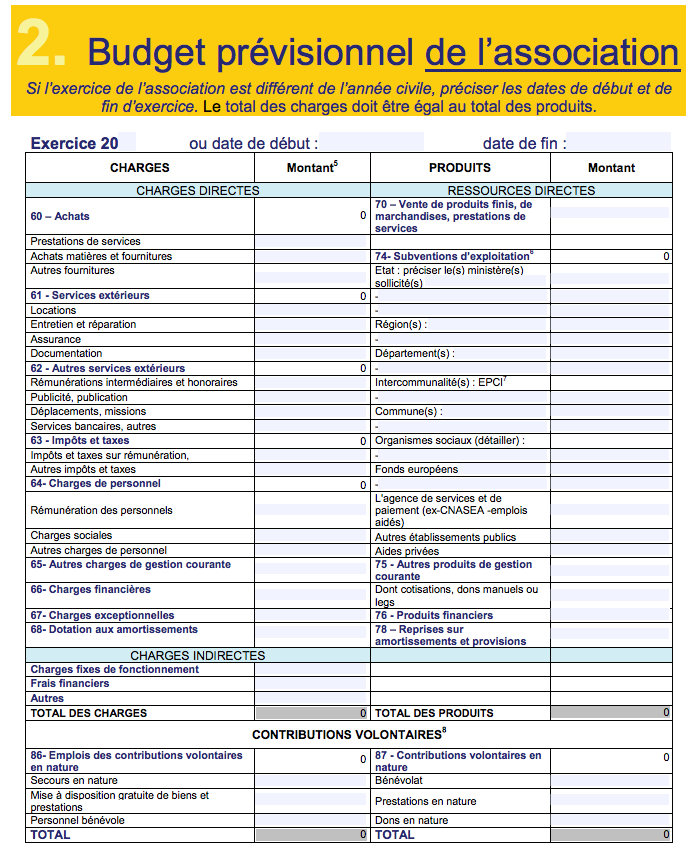 2. Budget prévisionnel de l’association
Si l’exercice de l’association est différent de l’année civile, préciser les dates de début et de
fin d’exercice. Le total des charges doit être égal au total des produits.
Exercice 20 ou date de début : date de fin :
CHARGES Montant5 PRODUITS Montant
CHARGES DIRECTES RESSOURCES DIRECTES
60 – Achats 0 70 – Vente de produits finis, de
marchandises, prestations de
services
Prestations de services
Achats matières et fournitures 74- Subventions d’exploitation6 0
Autres fournitures Etat : préciser le(s) ministère(s)
sollicité(s)
61 - Services extérieurs 0 -
Locations -
Entretien et réparation Région(s) :
Assurance -
Documentation Département(s) :
62 - Autres services extérieurs 0 -
Rémunérations intermédiaires et honoraires Intercommunalité(s) : EPCI7
Publicité, publication -
Déplacements, missions Commune(s) :
Services bancaires, autres -
63 - Impôts et taxes 0 Organismes sociaux (détailler) :
Impôts et taxes sur rémunération, -
Autres impôts et taxes Fonds européens
64- Charges de personnel 0 -
Rémunération des personnels L'agence de services et de
paiement (ex-CNASEA -emplois
aidés)
Charges sociales Autres établissements publics
Autres charges de personnel Aides privées
65- Autres charges de gestion courante 75 - Autres produits de gestion
courante
66- Charges financières Dont cotisations, dons manuels ou
legs
67- Charges exceptionnelles 76 - Produits financiers
68- Dotation aux amortissements 78 – Reprises sur
amortissements et provisions
CHARGES INDIRECTES
Charges fixes de fonctionnement
Frais financiers
Autres
TOTAL DES CHARGES 0 TOTAL DES PRODUITS 0
CONTRIBUTIONS VOLONTAIRES8
86- Emplois des contributions volontaires
en nature 0 87 - Contributions volontaires en
nature 0
Secours en nature Bénévolat
Mise à disposition gratuite de biens et
prestations Prestations en nature
Personnel bénévole Dons en nature
TOTAL 0 TOTAL 0